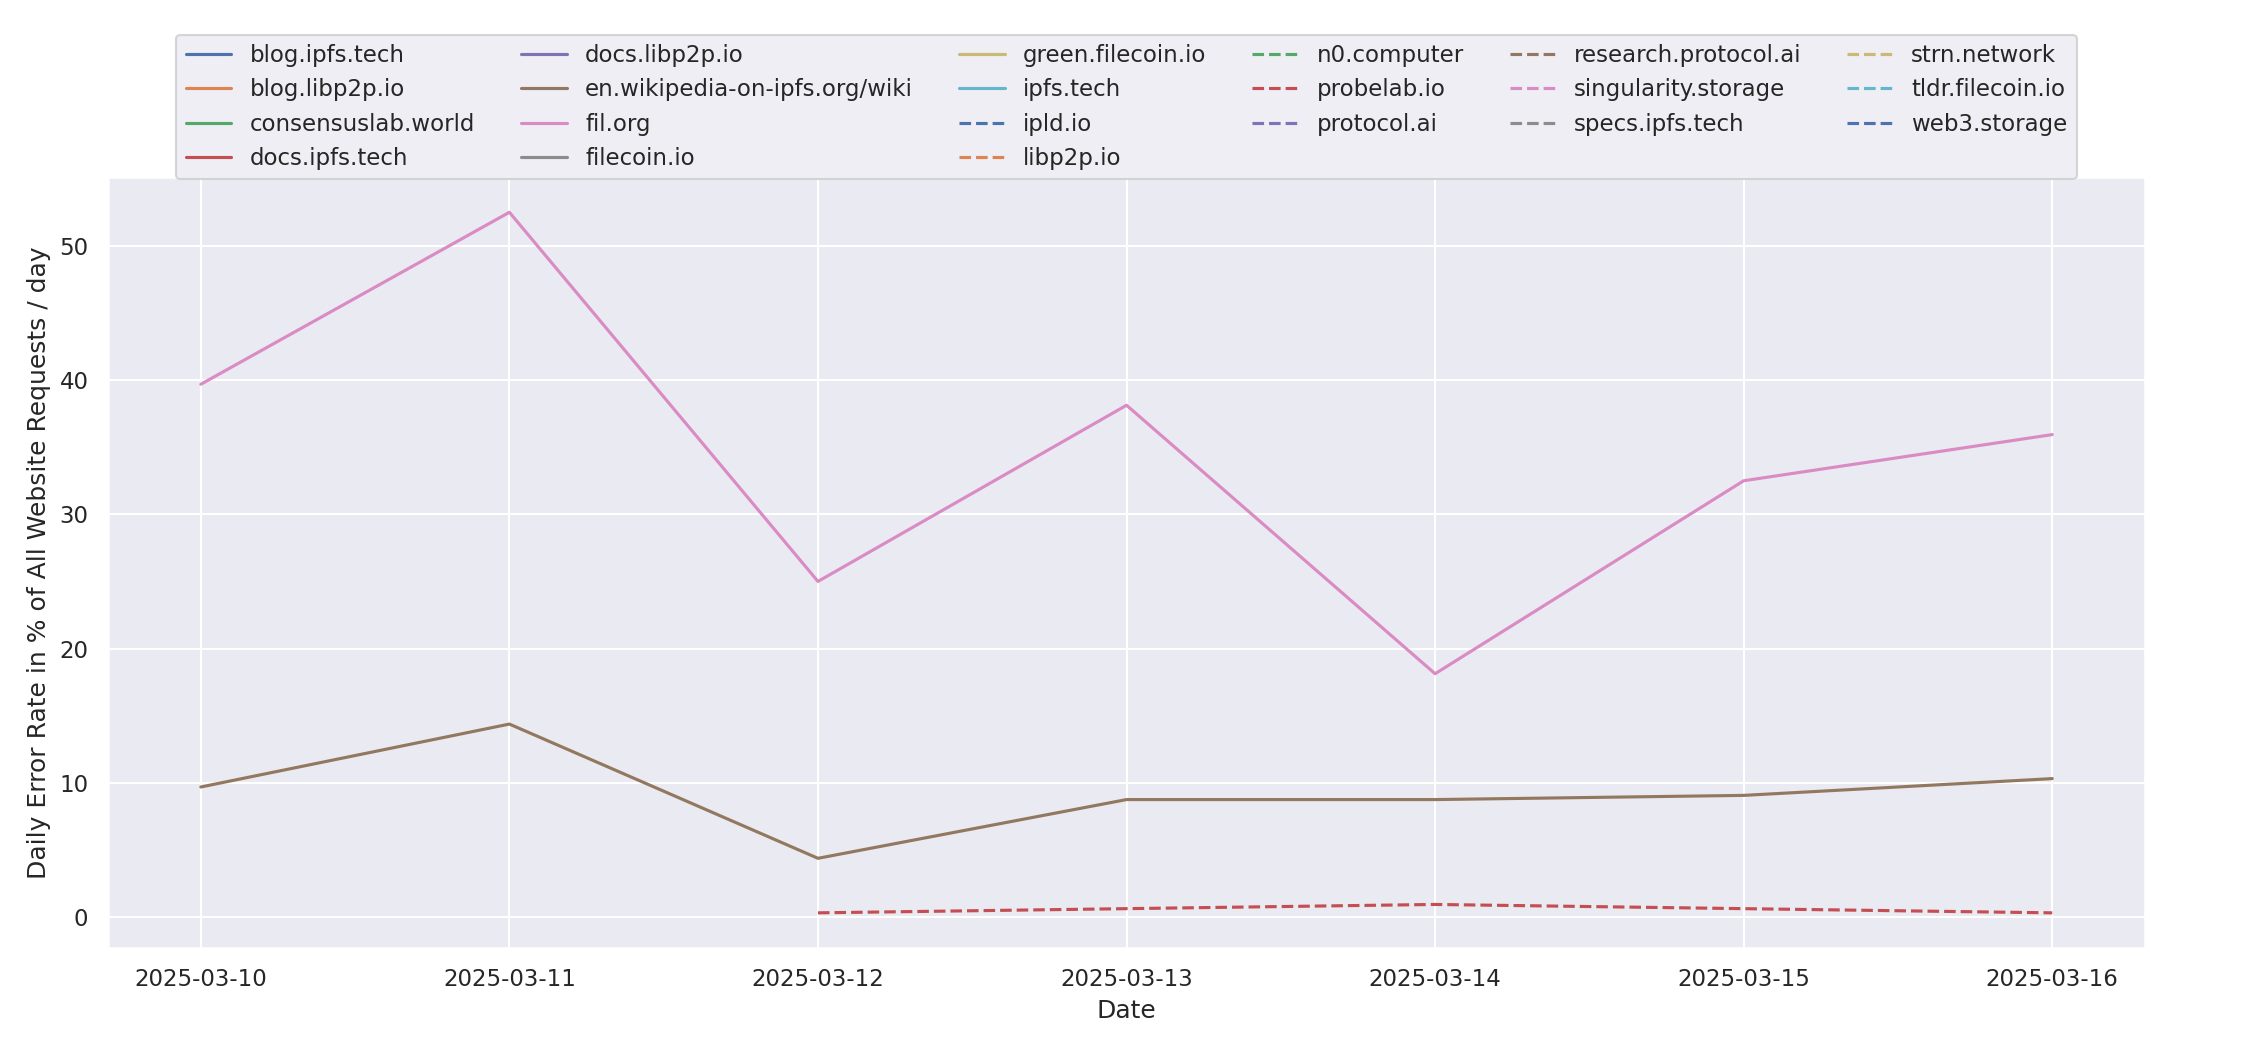 blog.ipfs.tech
blog.libp2p.io
consensuslab.world
docs.ipfs.tech
docs.libp2p.io
en.wikipedia-on-ipfs.org/wiki
fil.org
filecoin.io
green.filecoin.io
ipfs.tech
ipld.io
libp2p.io
n0.computer
probelab.io
protocol.ai
research.protocol.ai
singularity.storage
specs.ipfs.tech
strn.network
tldr.filecoin.io
web3.storage
Daily Error Rate in % of All Website Requests / day
50
40
30
20
10
0
2025-03-10
2025-03-11
2025-03-12
2025-03-13
2025-03-14
2025-03-15
2025-03-16
Date